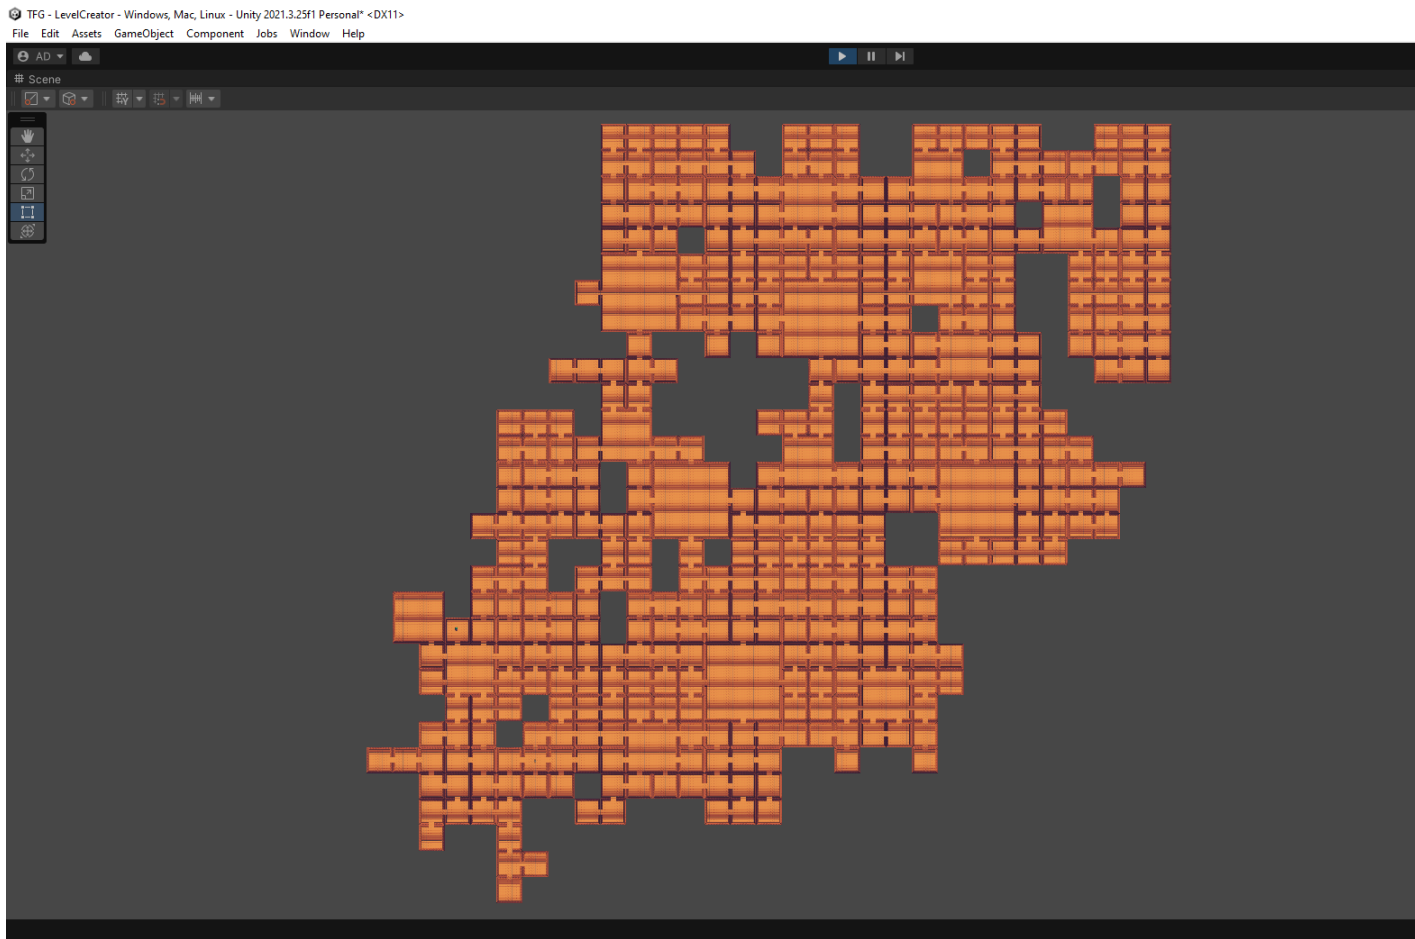 TFG - LevelCreator - Windows, Mac, Linux - Unity 2021.3.25f1 Personal* <DX11>
File Edit Assets GameObject Component Jobs Window Help
AD
Scene